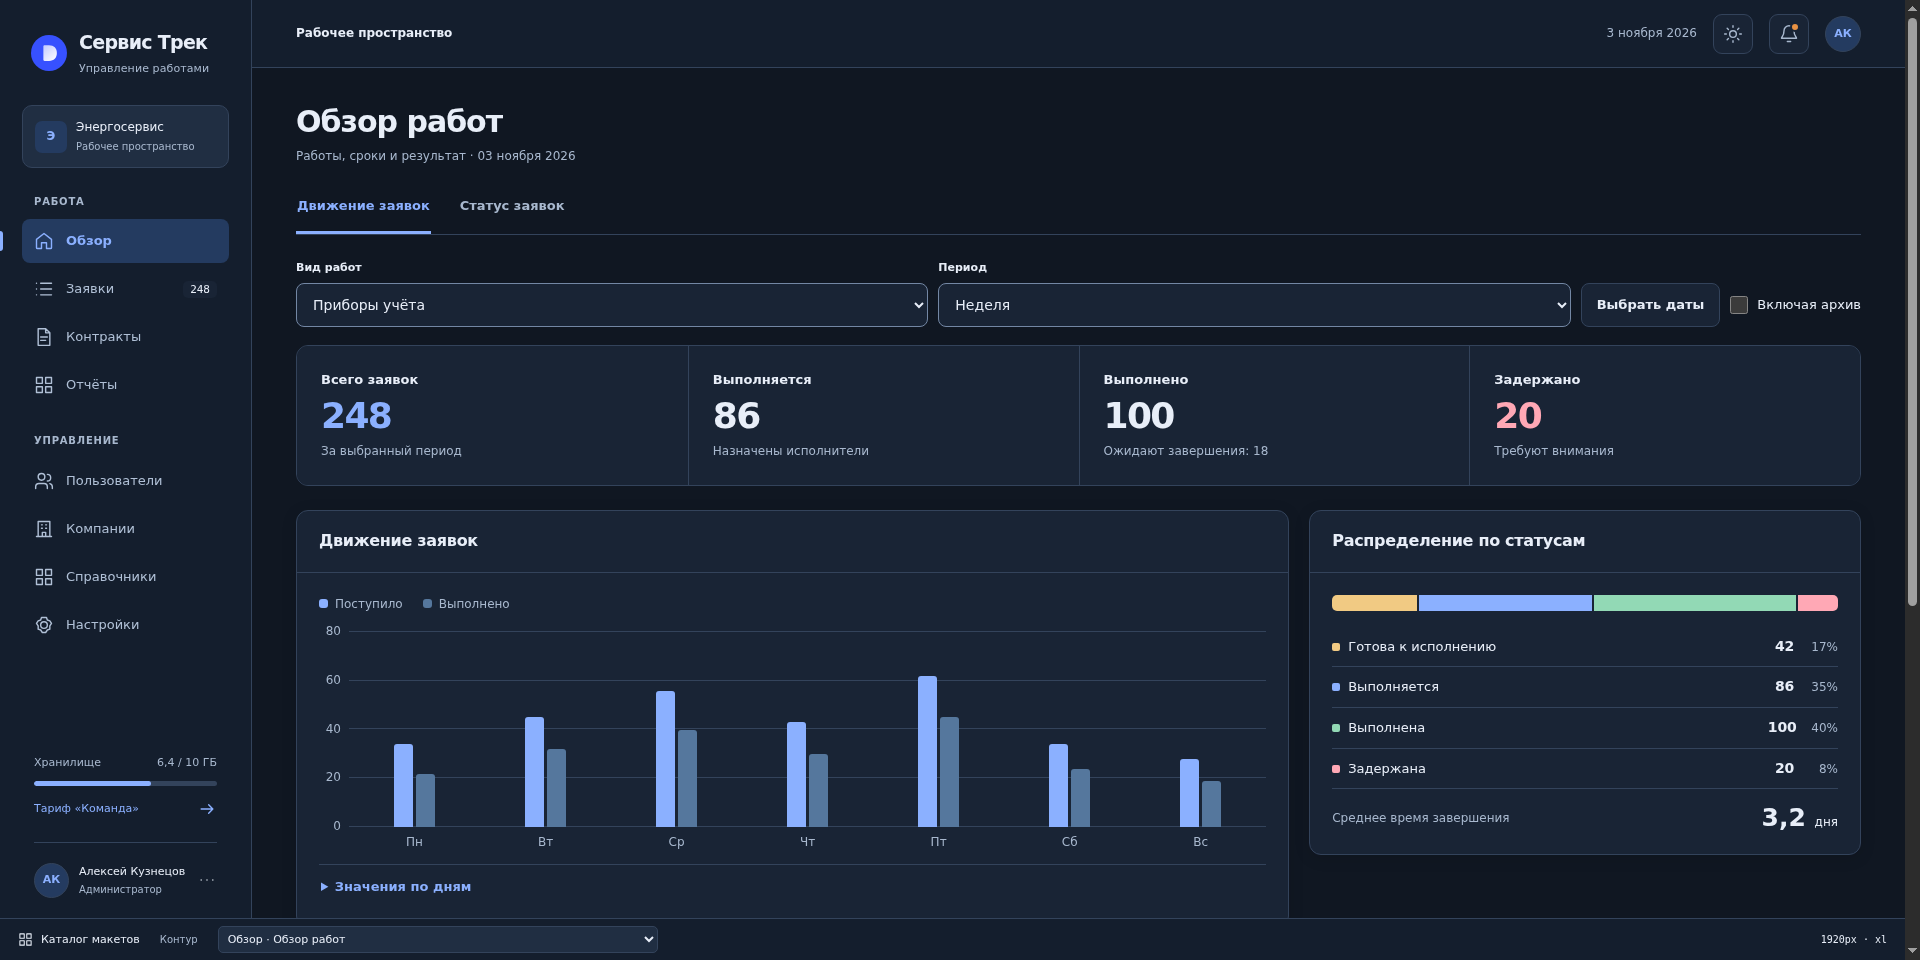 Сервис Трек
Управление работами
Э
Энергосервис
Рабочее пространство
РАБОТА
Обзор
Заявки 248
Контракты
Отчёты
УПРАВЛЕНИЕ
Пользователи
Компании
Справочники
Настройки
Хранилище 6,4 / 10 ГБ
Тариф «Команда»
АК
Алексей Кузнецов
Администратор
Рабочее пространство
3 ноября 2026
АК
Обзор работ
Работы, сроки и результат · 03 ноября 2026
Движение заявок Статус заявок
Вид работ
Приборы учёта
Период
Неделя
Выбрать даты
Включая архив
Всего заявок
248
За выбранный период
Выполняется
86
Назначены исполнители
Выполнено
100
Ожидают завершения: 18
Задержано
20
Требуют внимания
Движение заявок
Поступило Выполнено
80
60
40
20
0
Пн Вт Ср Чт Пт Сб Вс
Значения по дням
Распределение по статусам
Готова к исполнению 42 17%
Выполняется 86 35%
Выполнена 100 40%
Задержана 20 8%
Среднее время завершения 3,2 дня
Каталог макетов Контур Обзор · Обзор работ 1920px · xl